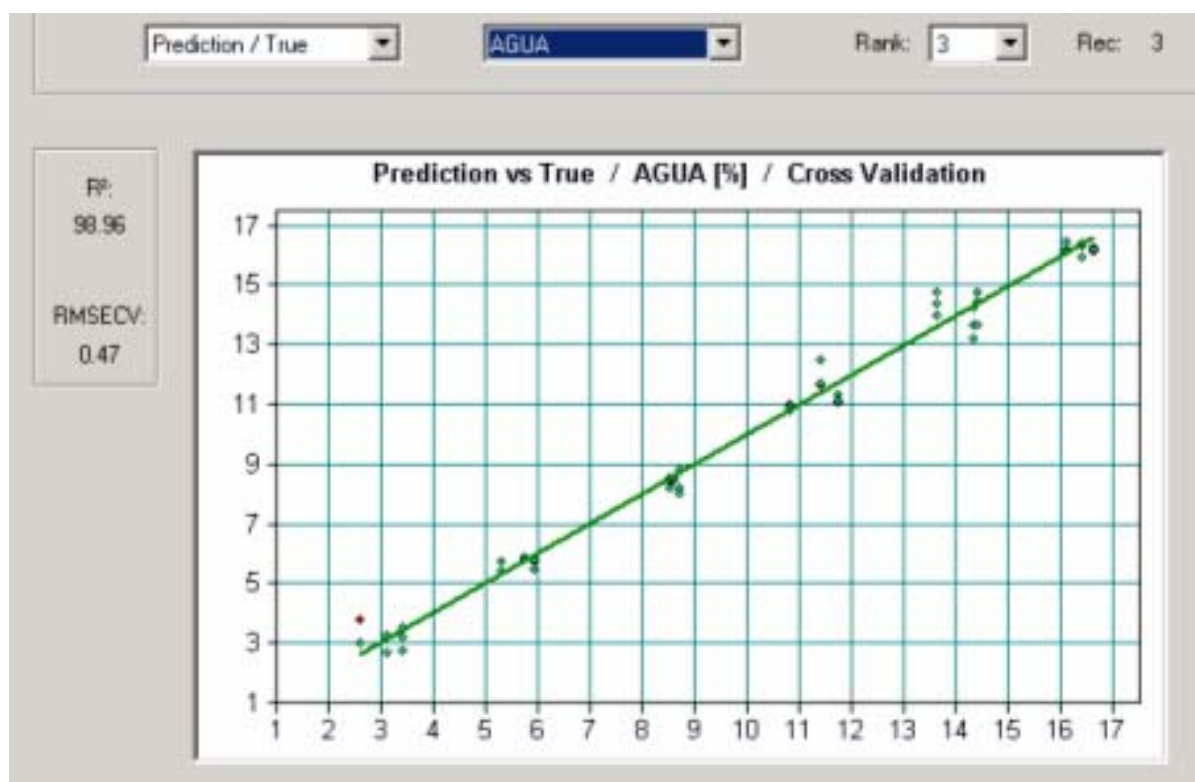 Prediction / True AGUA Rank: 3 Rec: 3
Prediction vs True / AGUA [%] / Cross Validation
R²:
98.96
RMSECV:
0.47
17
15
13
11
9
7
5
3
1
1 2 3 4 5 6 7 8 9 10 11 12 13 14 15 16 17